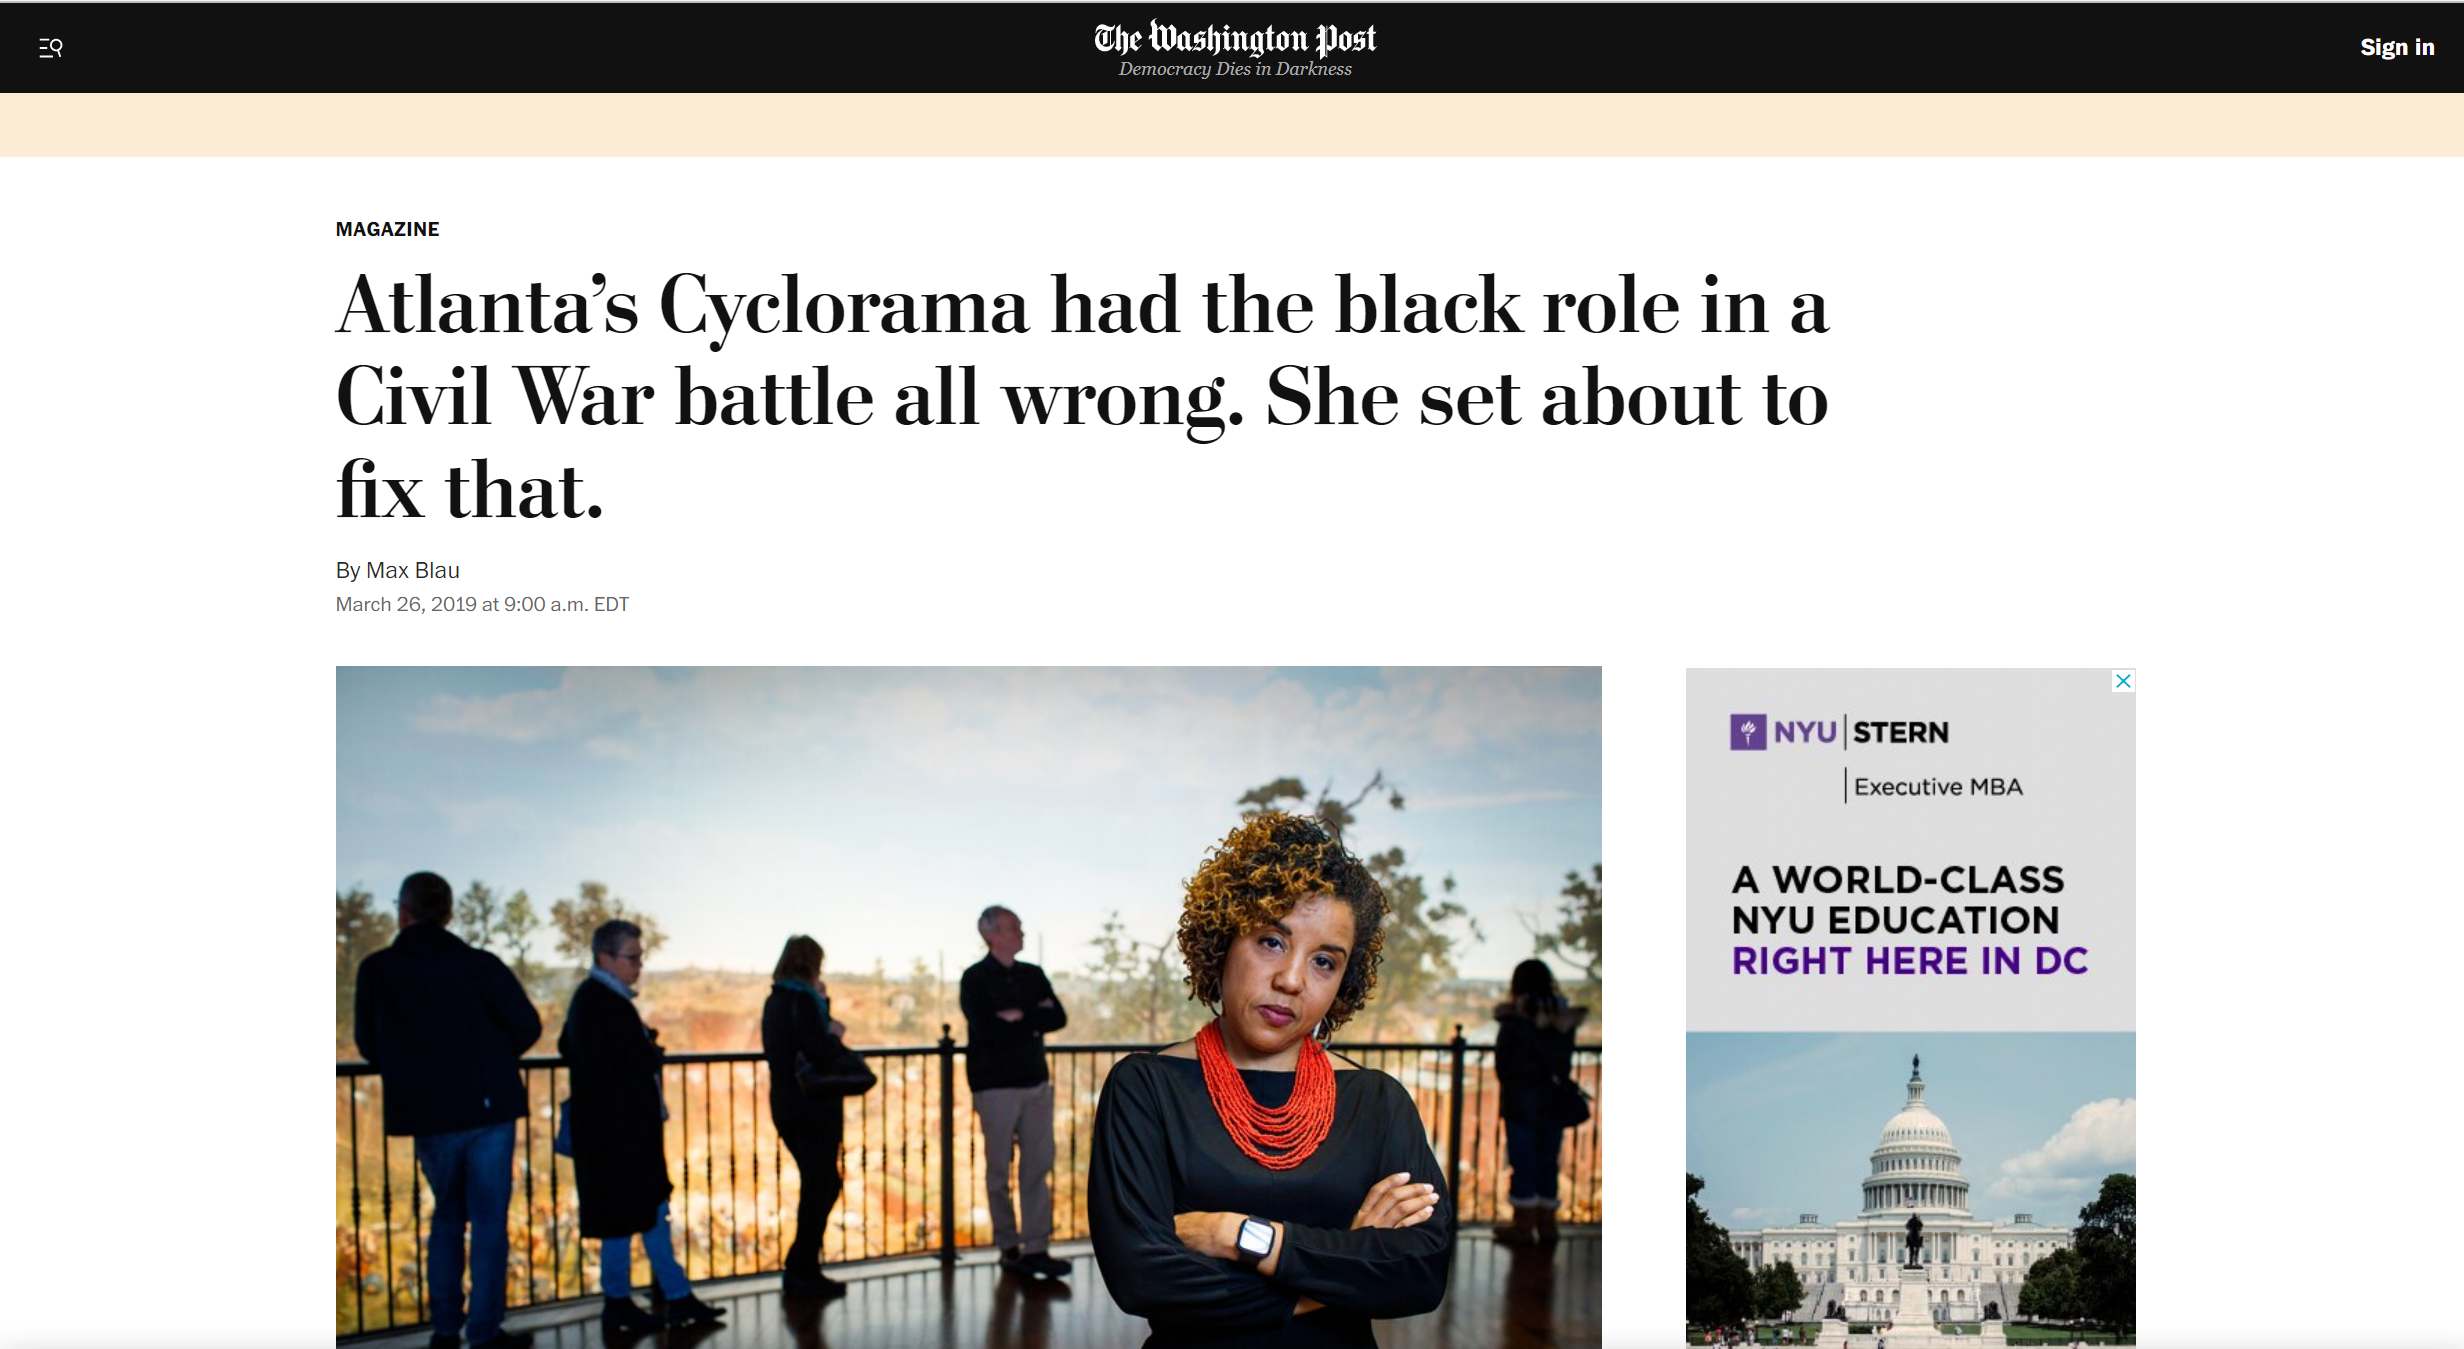 The Washington Post
Democracy Dies in Darkness
Sign in
MAGAZINE
Atlanta’s Cyclorama had the black role in a
Civil War battle all wrong. She set about to
fix that.
By Max Blau
March 26, 2019 at 9:00 a.m. EDT
NYU STERN
Executive MBA
A WORLD-CLASS
NYU EDUCATION
RIGHT HERE IN DC